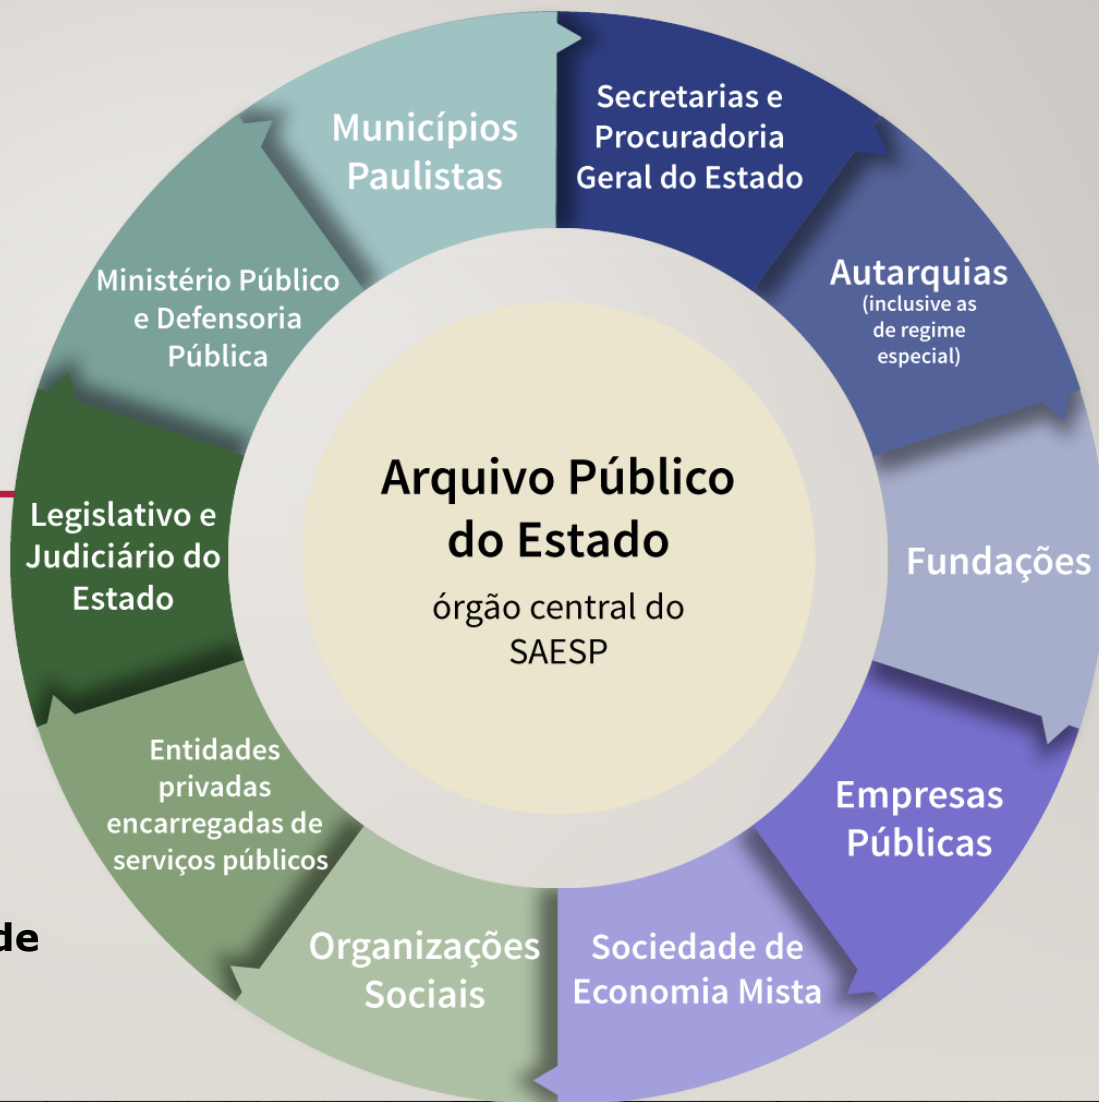 Secretarias e
Procuradoria
Geral do Estado
Autarquias
(inclusive as
de regime
especial)
Fundações
Empresas
Públicas
Sociedade de
Economia Mista
Organizações
Sociais
Entidades
privadas
encarregadas de
serviços públicos
Legislativo e
Judiciário do
Estado
Ministério Público
e Defensoria
Pública
Municípios
Paulistas
Arquivo Público
do Estado
órgão central do
SAESP
de